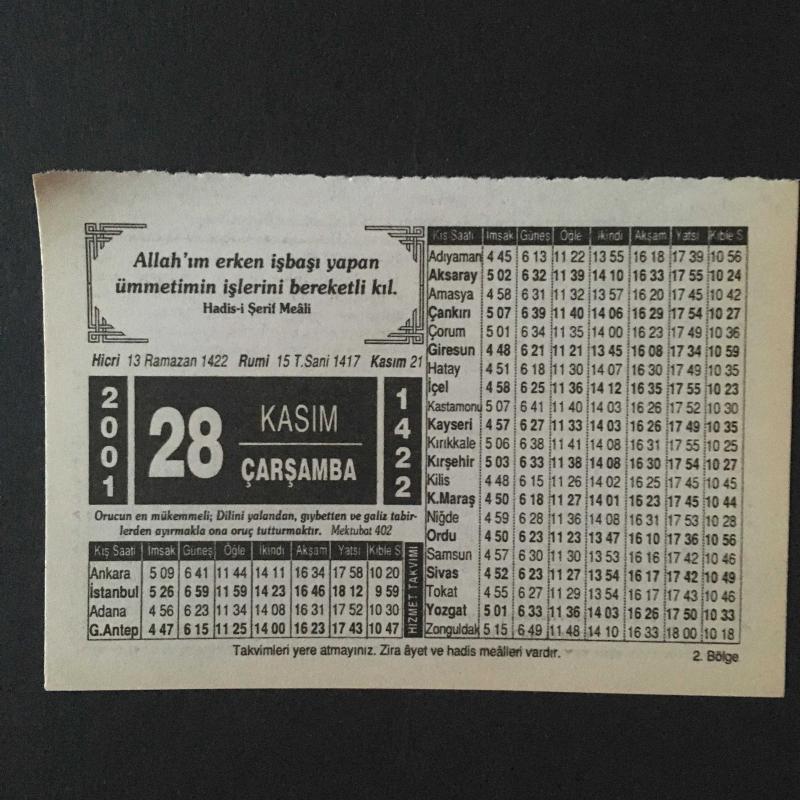 Allah'ım erken işbaşı yapan
ümmetimin işlerini bereketli kıl.
Hadis-i Şerif Meâli
Hicri 13 Ramazan 1422 Rumi 15 T.Sani 1417 Kasım 21
2001
28
KASIM
ÇARŞAMBA
1422
Orucun en mükemmeli; Dilini yalandan, gıybetten ve galiz tabir-
lerden ayırmakla ona oruç tutturmaktır. Mektubat 402
Kış Saati İmsak Güneş Öğle İkindi Akşam Yatsı Kıble S.
Ankara 5 09 6 41 11 44 14 11 16 34 17 58 10 20
İstanbul 5 26 6 59 11 59 14 23 16 46 18 12 9 59
Adana 4 56 6 23 11 34 14 08 16 31 17 52 10 30
G.Antep 4 47 6 15 11 25 14 00 16 23 17 43 10 47
HİZMET TAKVİMİ
Kış Saati İmsak Güneş Öğle İkindi Akşam Yatsı Kıble S.
Adıyaman 4 45 6 13 11 22 13 55 16 18 17 39 10 56
Aksaray 5 02 6 32 11 39 14 10 16 33 17 55 10 24
Amasya 4 58 6 31 11 32 13 57 16 20 17 45 10 42
Çankırı 5 07 6 39 11 40 14 06 16 29 17 54 10 27
Çorum 5 01 6 34 11 35 14 00 16 23 17 49 10 36
Giresun 4 48 6 21 11 21 13 45 16 08 17 34 10 59
Hatay 4 51 6 18 11 30 14 07 16 30 17 49 10 35
İçel 4 58 6 25 11 36 14 12 16 35 17 55 10 23
Kastamonu 5 07 6 41 11 40 14 03 16 26 17 52 10 30
Kayseri 4 57 6 27 11 33 14 03 16 26 17 49 10 35
Kırıkkale 5 06 6 38 11 41 14 08 16 31 17 55 10 25
Kırşehir 5 03 6 33 11 38 14 08 16 30 17 54 10 27
Kilis 4 48 6 15 11 26 14 02 16 25 17 45 10 45
K.Maraş 4 50 6 18 11 27 14 01 16 23 17 45 10 44
Niğde 4 59 6 28 11 36 14 08 16 31 17 53 10 28
Ordu 4 50 6 23 11 23 13 47 16 10 17 36 10 56
Samsun 4 57 6 30 11 30 13 53 16 16 17 42 10 46
Sivas 4 52 6 23 11 27 13 54 16 17 17 42 10 49
Tokat 4 55 6 27 11 29 13 54 16 17 17 43 10 46
Yozgat 5 01 6 33 11 36 14 03 16 26 17 50 10 33
Zonguldak 5 15 6 49 11 48 14 10 16 33 18 00 10 18
Takvimleri yere atmayınız. Zira âyet ve hadis meâlleri vardır.
2. Bölge